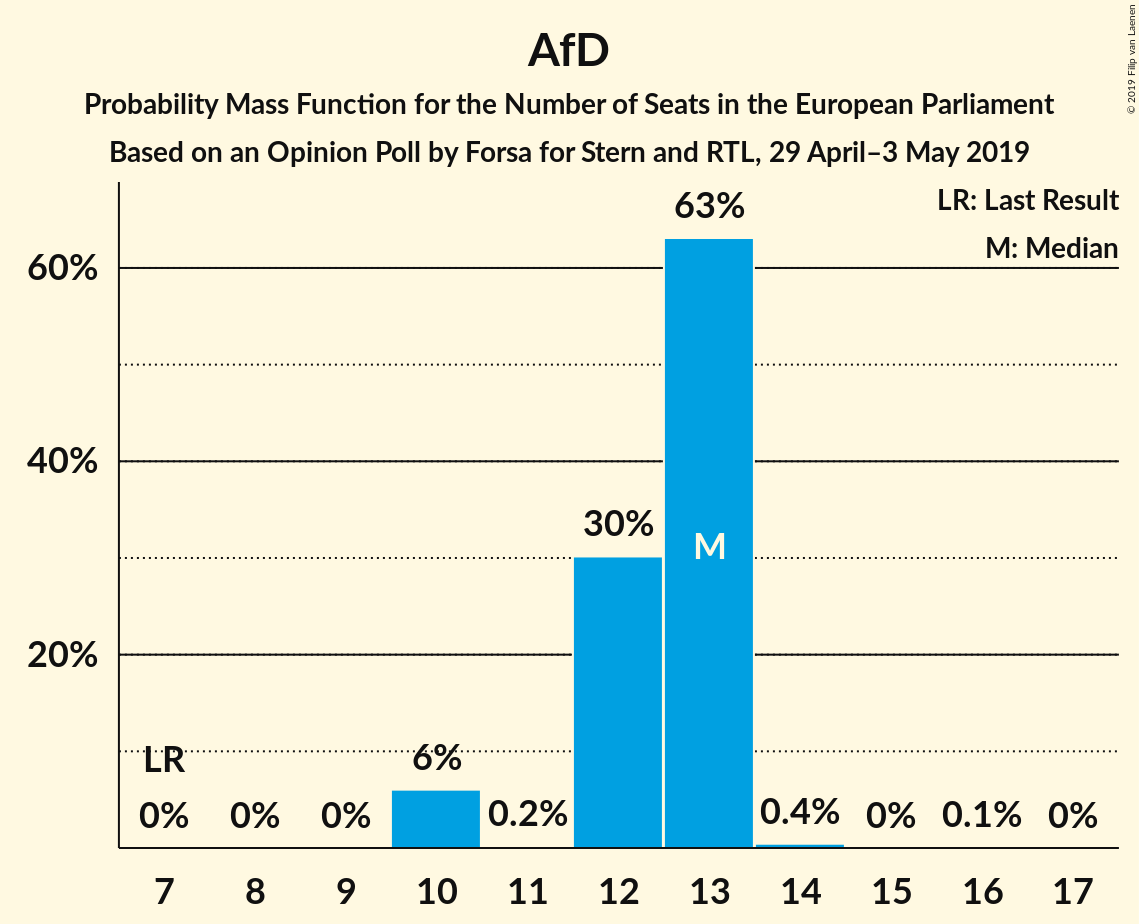 AfD
Probability Mass Function for the Number of Seats in the European Parliament
Based on an Opinion Poll by Forsa for Stern and RTL, 29 April–3 May 2019
© 2019 Filip van Laenen
LR: Last Result
M: Median
60%
40%
20%
LR
0%
0%
0%
6%
0.2%
30%
63%
M
0.4%
0%
0.1%
0%
7 8 9 10 11 12 13 14 15 16 17